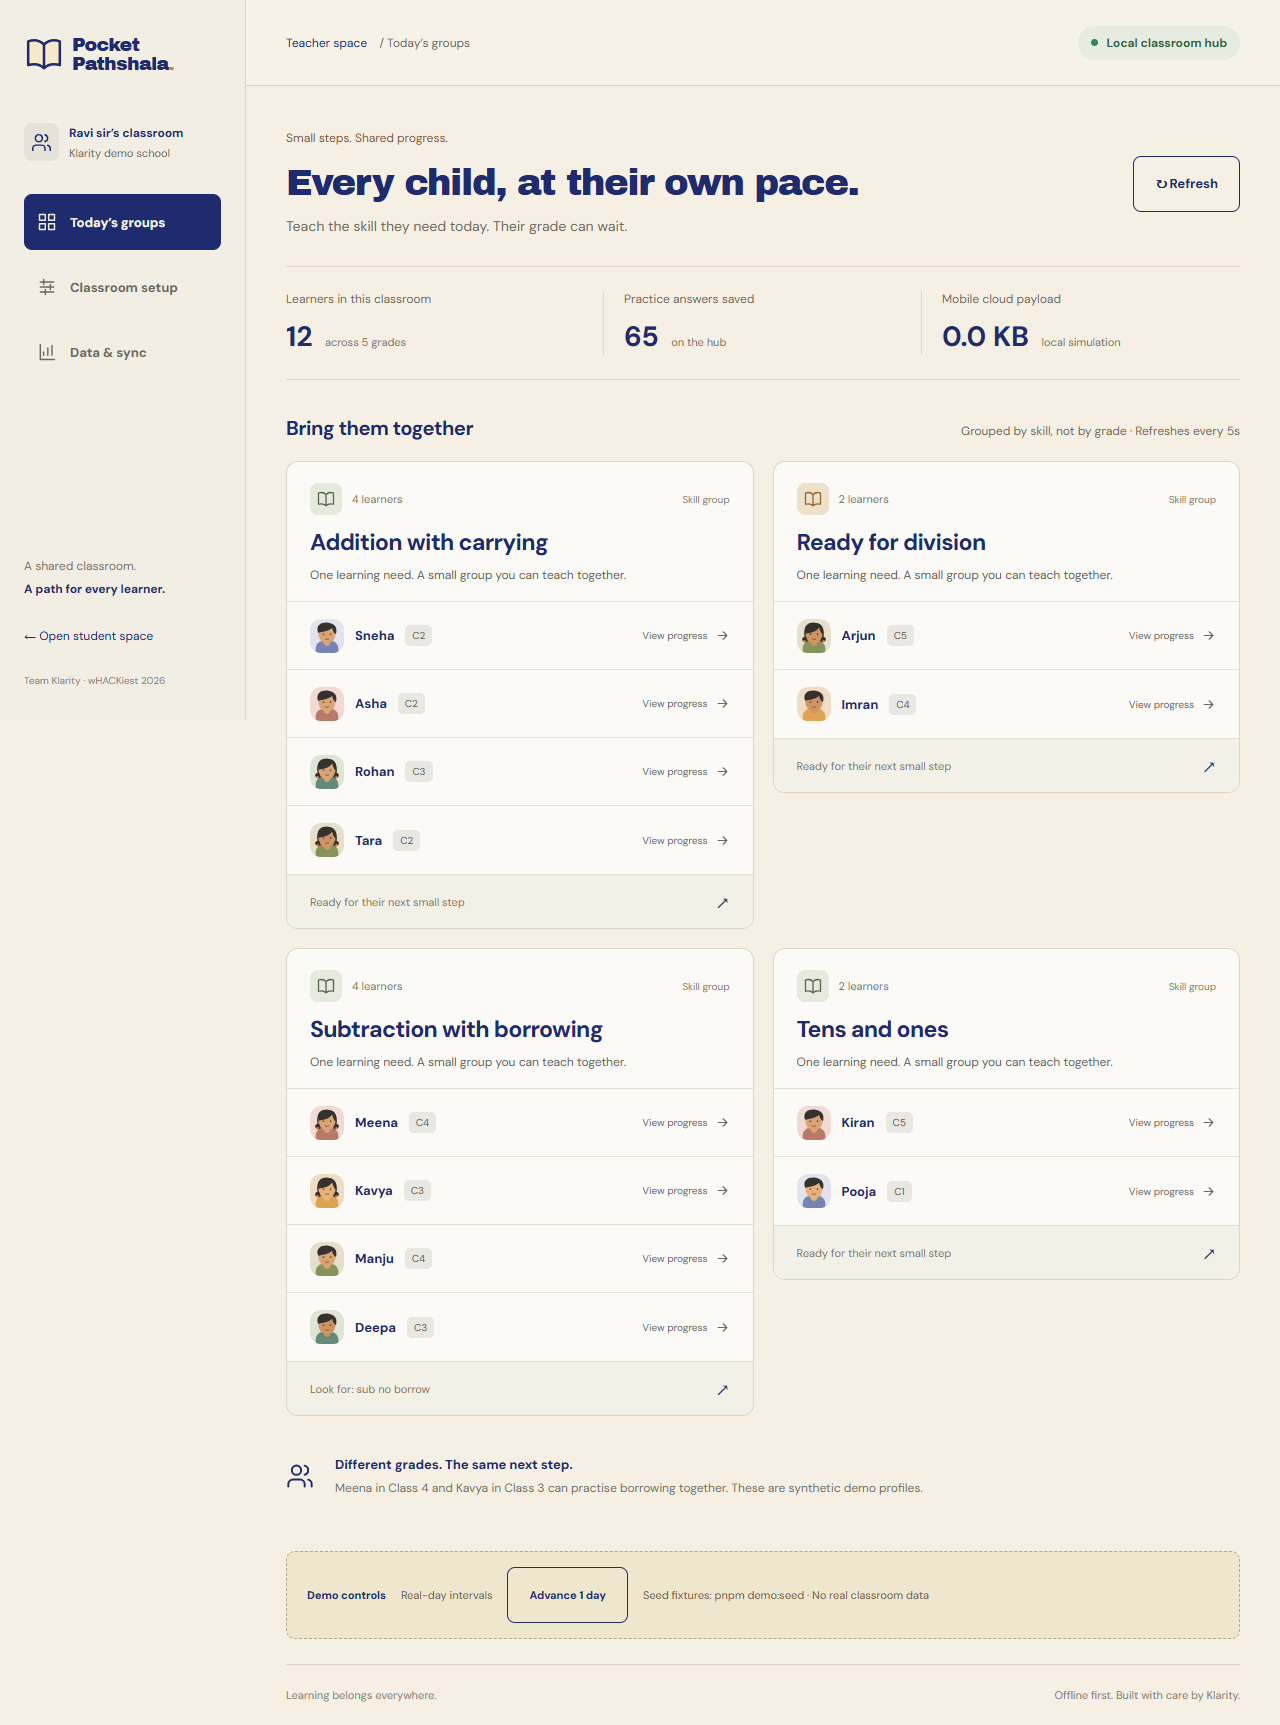 Pocket
Pathshala.
Ravi sir's classroom
Klarity demo school
Today's groups
Classroom setup
Data & sync
A shared classroom.
A path for every learner.
← Open student space
Team Klarity · wHACKiest 2026
Teacher space / Today's groups
Local classroom hub
Small steps. Shared progress.
Every child, at their own pace.
Teach the skill they need today. Their grade can wait.
↻ Refresh
Learners in this classroom
12 across 5 grades
Practice answers saved
65 on the hub
Mobile cloud payload
0.0 KB local simulation
Bring them together
Grouped by skill, not by grade · Refreshes every 5s
4 learners
Skill group
Addition with carrying
One learning need. A small group you can teach together.
Sneha C2 View progress →
Asha C2 View progress →
Rohan C3 View progress →
Tara C2 View progress →
Ready for their next small step ↗
2 learners
Skill group
Ready for division
One learning need. A small group you can teach together.
Arjun C5 View progress →
Imran C4 View progress →
Ready for their next small step ↗
4 learners
Skill group
Subtraction with borrowing
One learning need. A small group you can teach together.
Meena C4 View progress →
Kavya C3 View progress →
Manju C4 View progress →
Deepa C3 View progress →
Look for: sub no borrow ↗
2 learners
Skill group
Tens and ones
One learning need. A small group you can teach together.
Kiran C5 View progress →
Pooja C1 View progress →
Ready for their next small step ↗
Different grades. The same next step.
Meena in Class 4 and Kavya in Class 3 can practise borrowing together. These are synthetic demo profiles.
Demo controls Real-day intervals Advance 1 day Seed fixtures: pnpm demo:seed · No real classroom data
Learning belongs everywhere.
Offline first. Built with care by Klarity.